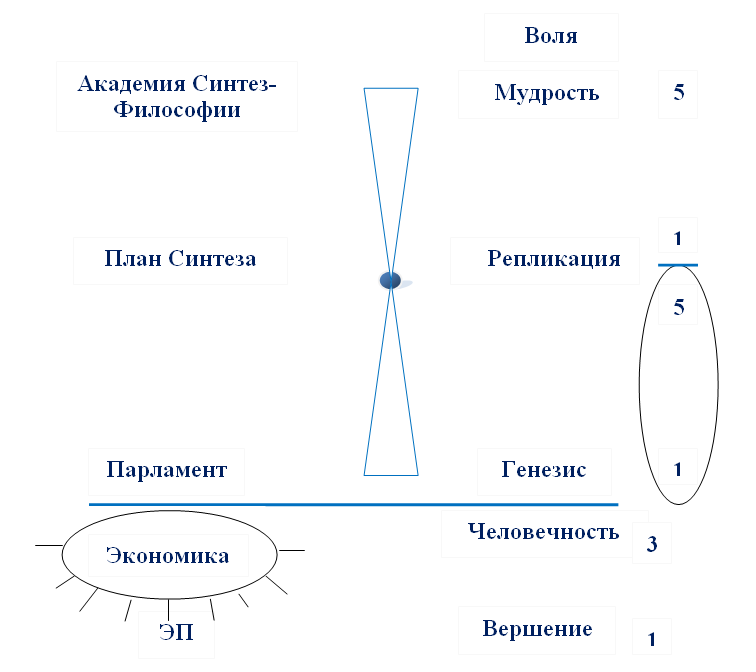 Воля
Академия Синтез-
Философии
Мудрость 5
1
План Синтеза Репликация
5
Парламент Генезис 1
Человечность 3
Экономика
ЭП Вершение 1